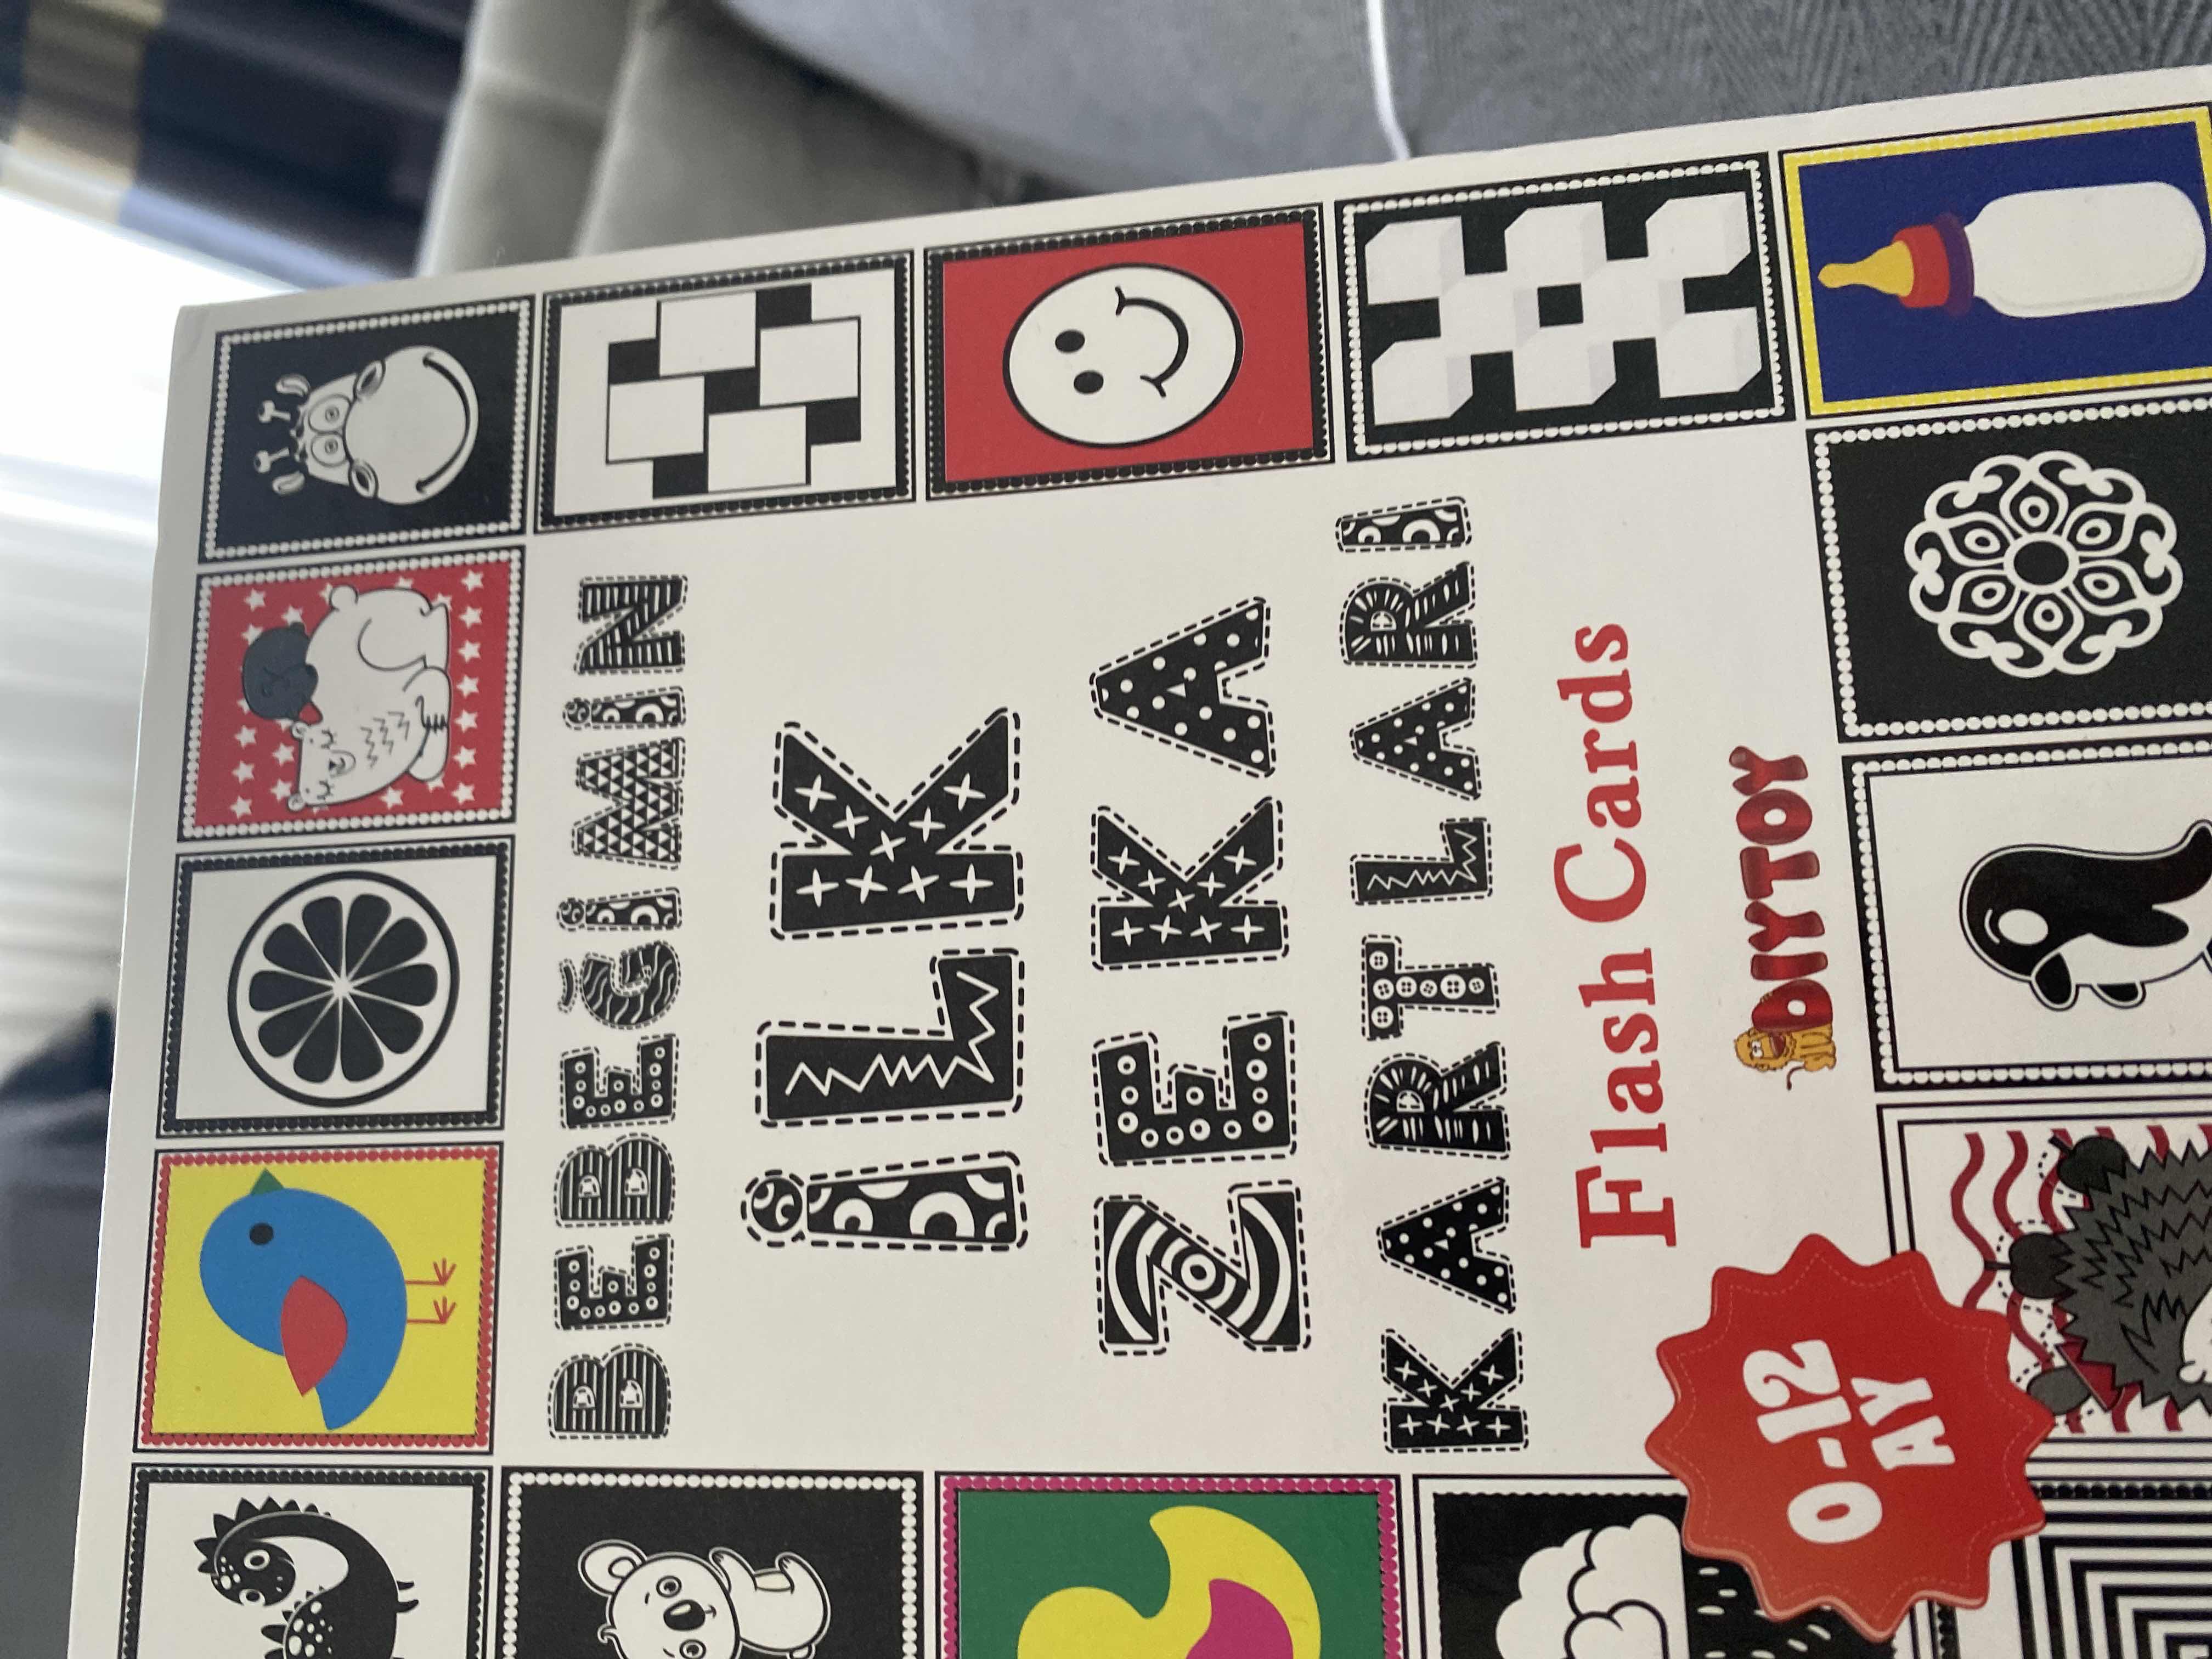 BEBEĞİMİN
İLK
ZEKA
KARTLARI
Flash Cards
DIYTOY
0-12
AY